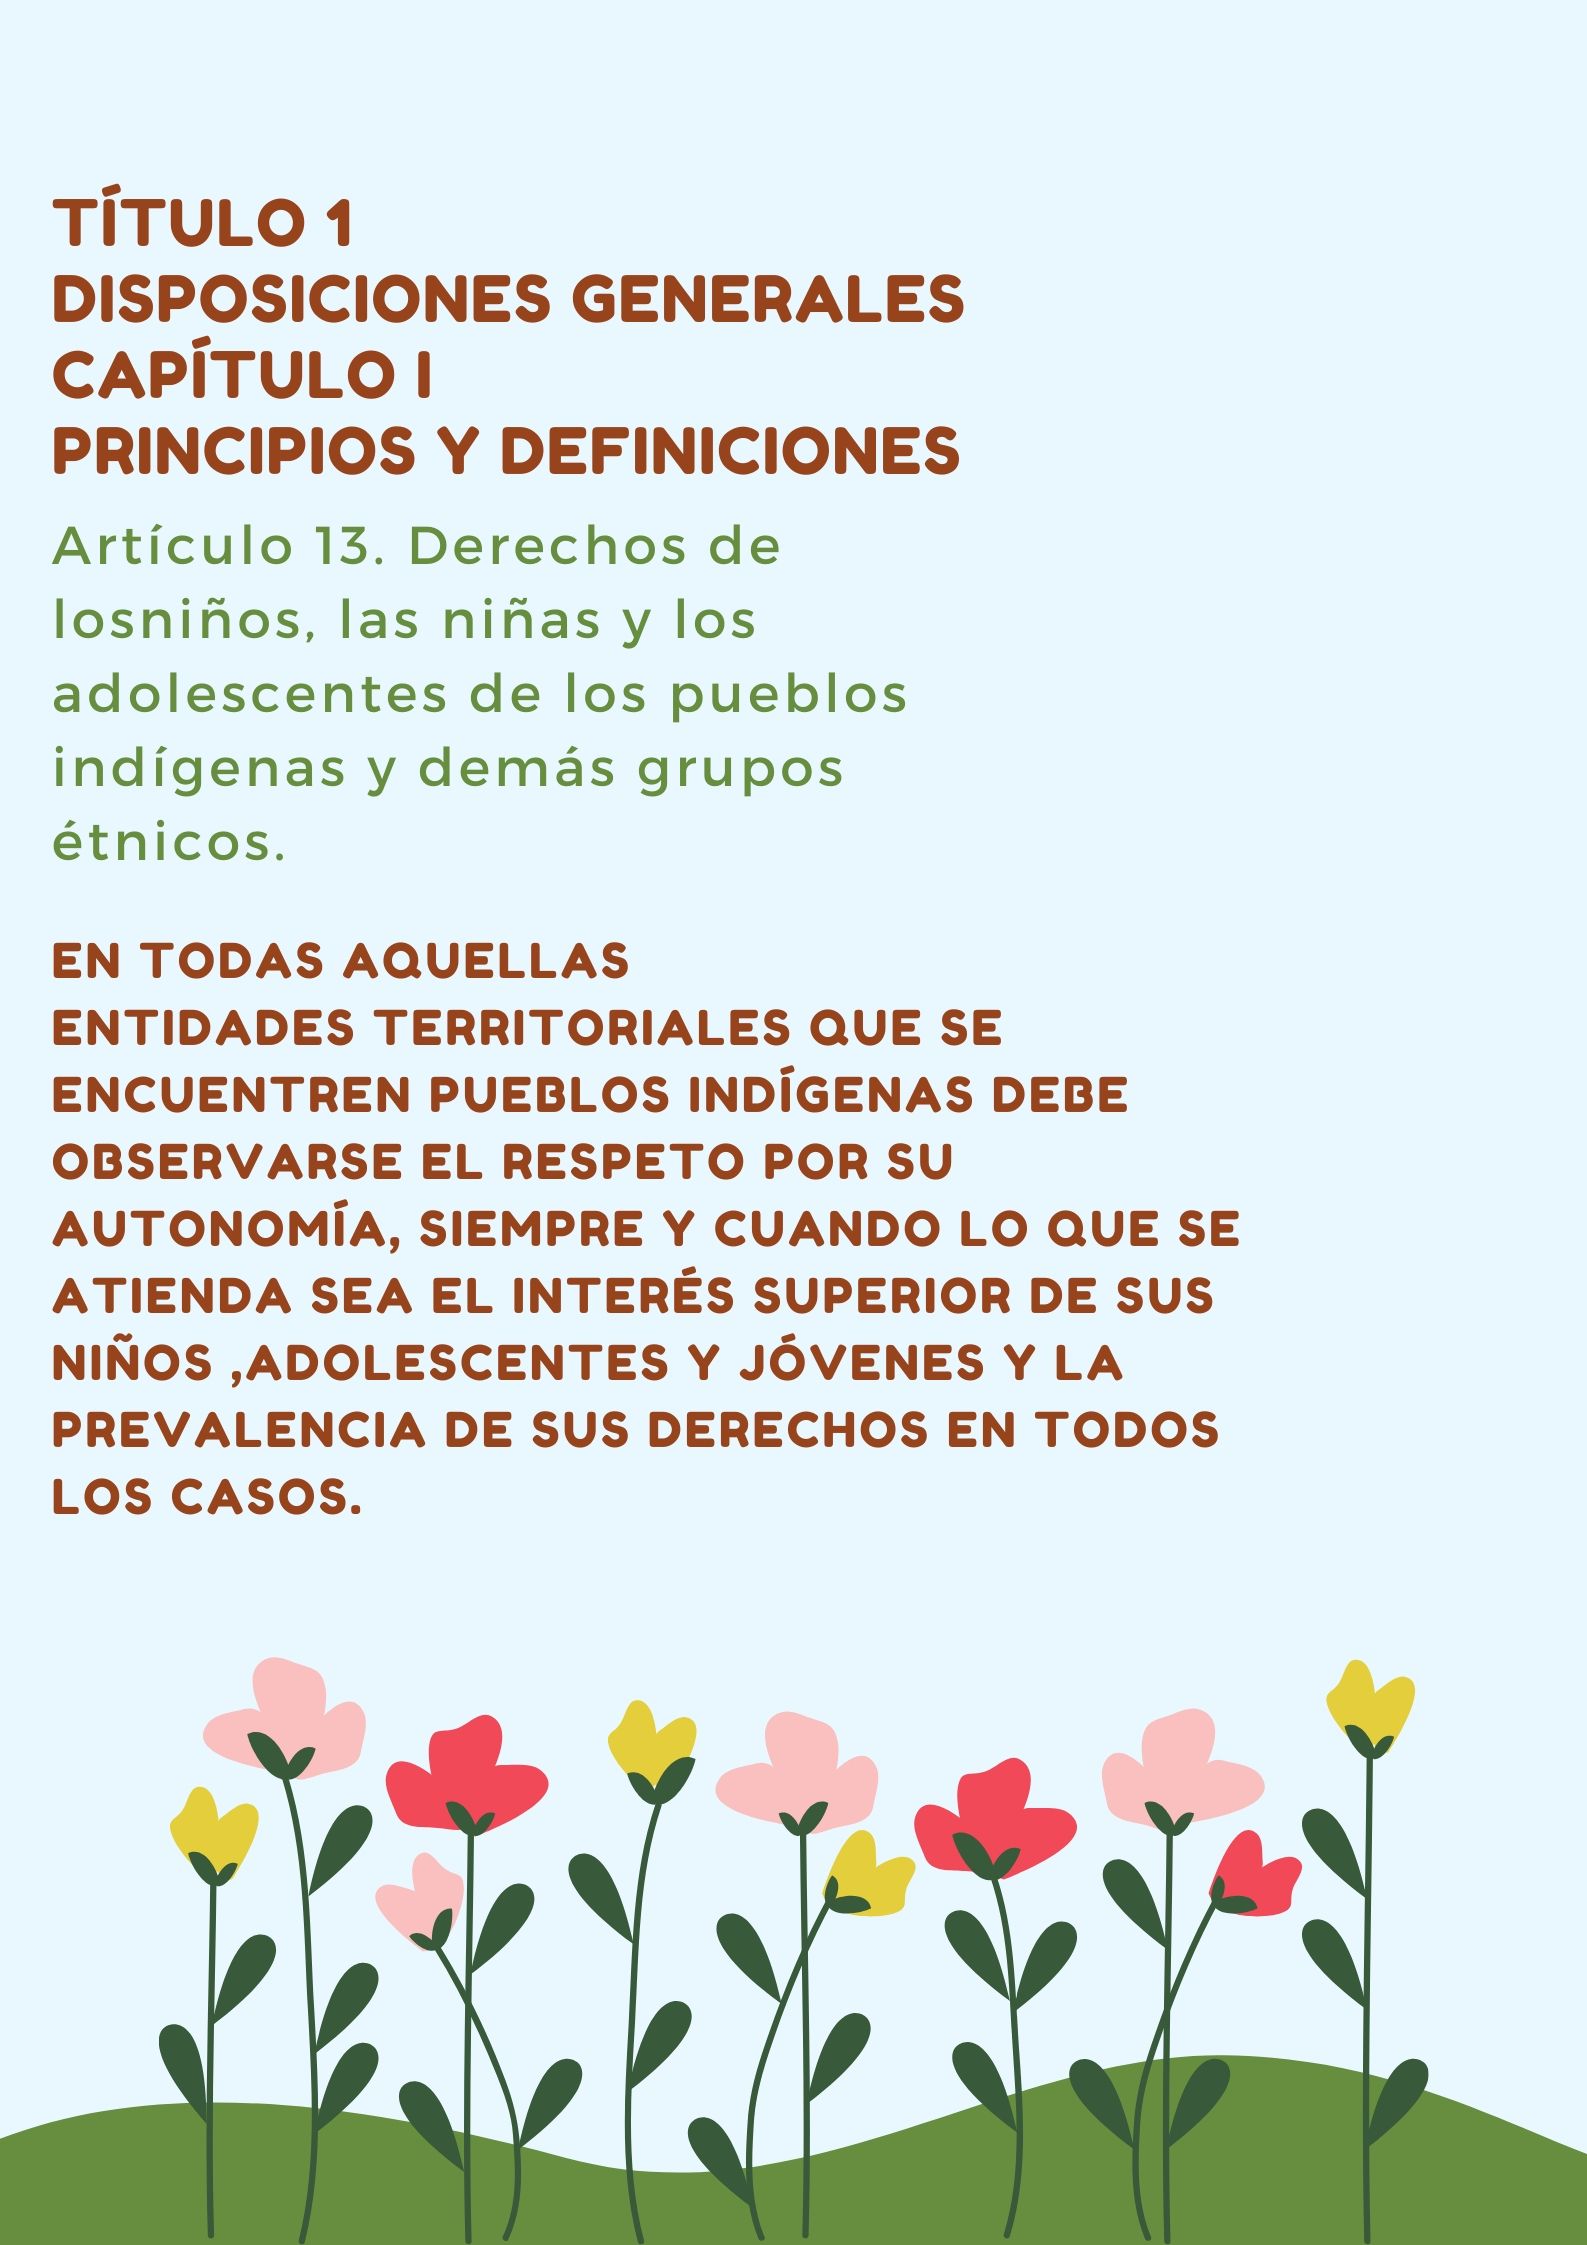 TÍTULO 1
DISPOSICIONES GENERALES
CAPÍTULO I
PRINCIPIOS Y DEFINICIONES
Artículo 13. Derechos de
losniños, las niñas y los
adolescentes de los pueblos
indígenas y demás grupos
étnicos.
EN TODAS AQUELLAS
ENTIDADES TERRITORIALES QUE SE
ENCUENTREN PUEBLOS INDÍGENAS DEBE
OBSERVARSE EL RESPETO POR SU
AUTONOMÍA, SIEMPRE Y CUANDO LO QUE SE
ATIENDA SEA EL INTERÉS SUPERIOR DE SUS
NIÑOS ,ADOLESCENTES Y JÓVENES Y LA
PREVALENCIA DE SUS DERECHOS EN TODOS
LOS CASOS.